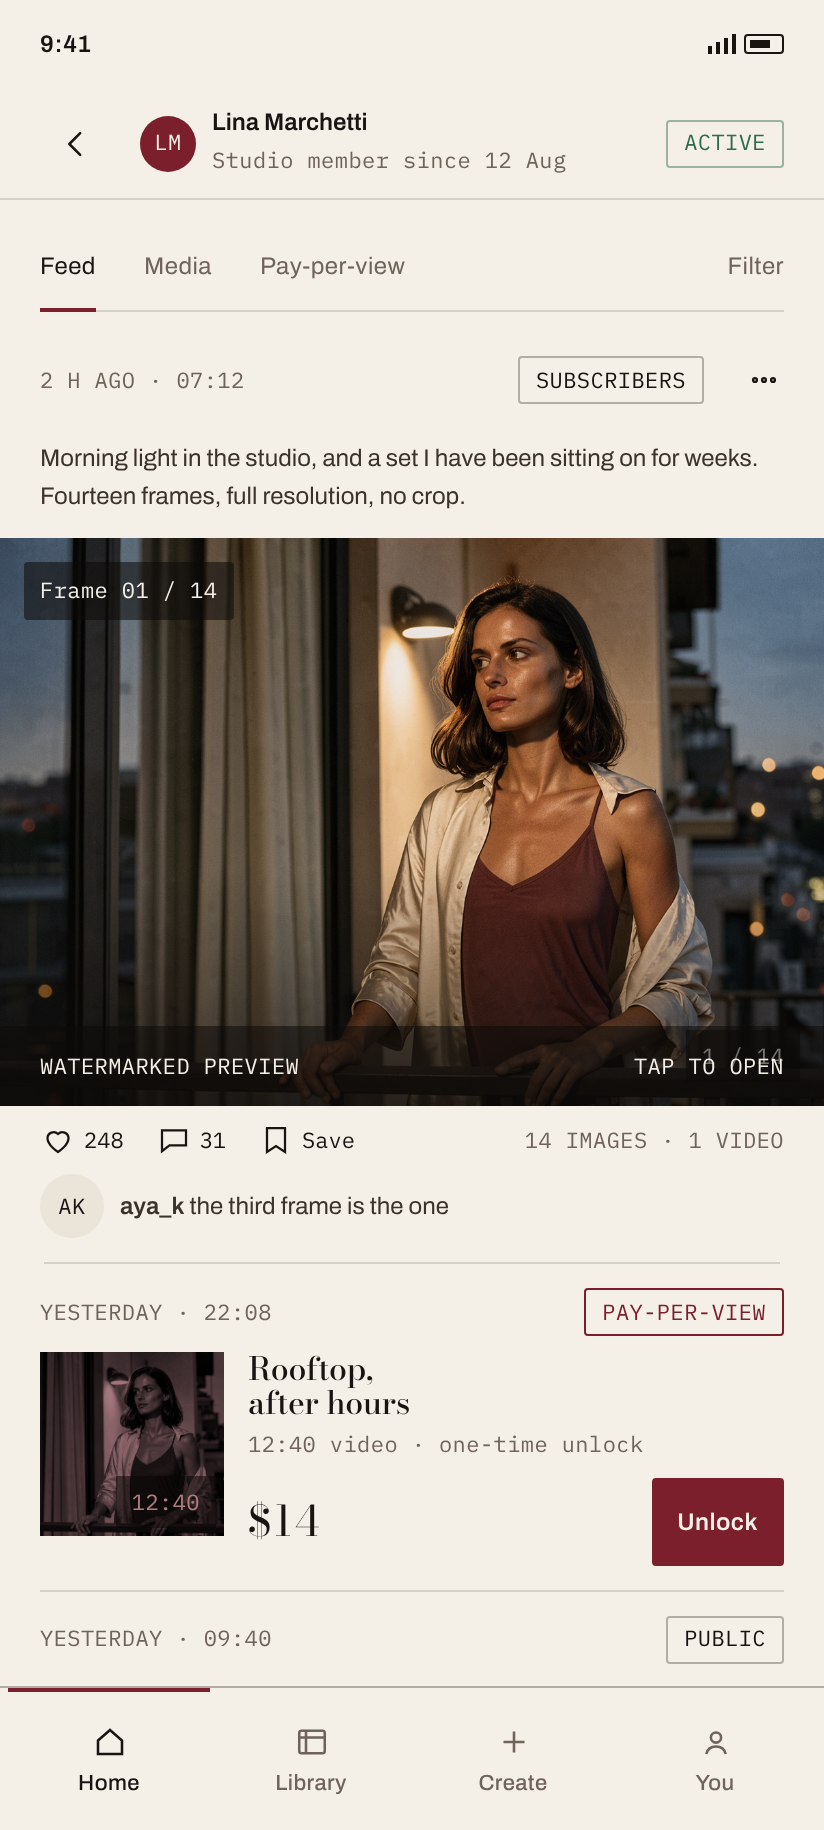 9:41
LM
Lina Marchetti
Studio member since 12 Aug
ACTIVE
Feed
Media
Pay-per-view
Filter
2 H AGO · 07:12
SUBSCRIBERS
Morning light in the studio, and a set I have been sitting on for weeks.
Fourteen frames, full resolution, no crop.
Frame 01 / 14
1 / 14
WATERMARKED PREVIEW
TAP TO OPEN
248
31
Save
14 IMAGES · 1 VIDEO
AK
aya_k the third frame is the one
YESTERDAY · 22:08
PAY-PER-VIEW
Rooftop,
after hours
12:40 video · one-time unlock
12:40
$14
Unlock
YESTERDAY · 09:40
PUBLIC
Home
Library
Create
You